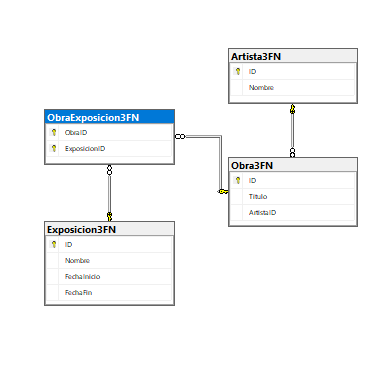 Artista3FN
ID
Nombre
ObraExposicion3FN
ObraID
ExposicionID
Obra3FN
ID
Titulo
ArtistaID
Exposicion3FN
ID
Nombre
FechaInicio
FechaFin